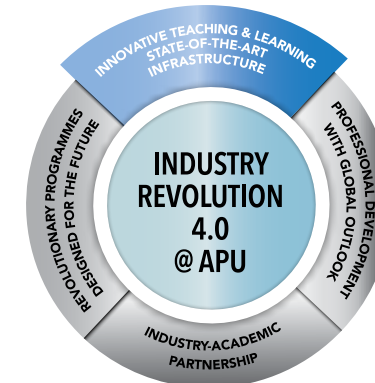 INNOVATIVE TEACHING & LEARNING
STATE-OF-THE-ART
INFRASTRUCTURE
PROFESSIONAL DEVELOPMENT
WITH GLOBAL OUTLOOK
INDUSTRY-ACADEMIC
PARTNERSHIP
REVOLUTIONARY PROGRAMMES
DESIGNED FOR THE FUTURE
INDUSTRY
REVOLUTION
4.0
@ APU